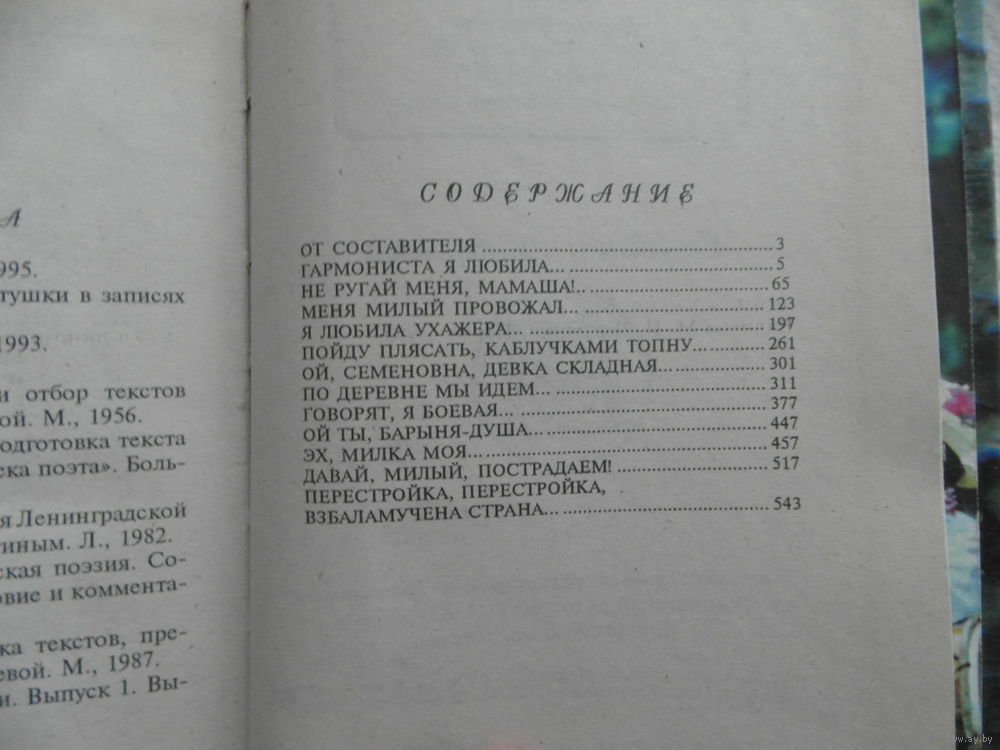 А
1995.
тушки в записях
1993.
и отбор текстов
ой. М., 1956.
подготовка текста
ека поэта». Боль-
я Ленинградской
тиным. Л., 1982.
ская поэзия. Со-
овие и коммента-
ка текстов, пре-
евой. М., 1987.
и. Выпуск 1. Вы-
СОДЕРЖАНИЕ
ОТ СОСТАВИТЕЛЯ ........ 3
ГАРМОНИСТА Я ЛЮБИЛА... ........ 5
НЕ РУГАЙ МЕНЯ, МАМАША!.. ........ 65
МЕНЯ МИЛЫЙ ПРОВОЖАЛ... ........ 123
Я ЛЮБИЛА УХАЖЕРА... ........ 197
ПОЙДУ ПЛЯСАТЬ, КАБЛУЧКАМИ ТОПНУ... ........ 261
ОЙ, СЕМЕНОВНА, ДЕВКА СКЛАДНАЯ... ........ 301
ПО ДЕРЕВНЕ МЫ ИДЕМ... ........ 311
ГОВОРЯТ, Я БОЕВАЯ... ........ 377
ОЙ ТЫ, БАРЫНЯ-ДУША... ........ 447
ЭХ, МИЛКА МОЯ... ........ 457
ДАВАЙ, МИЛЫЙ, ПОСТРАДАЕМ! ........ 517
ПЕРЕСТРОЙКА, ПЕРЕСТРОЙКА,
ВЗБАЛАМУЧЕНА СТРАНА... ........ 543
www.ay.by